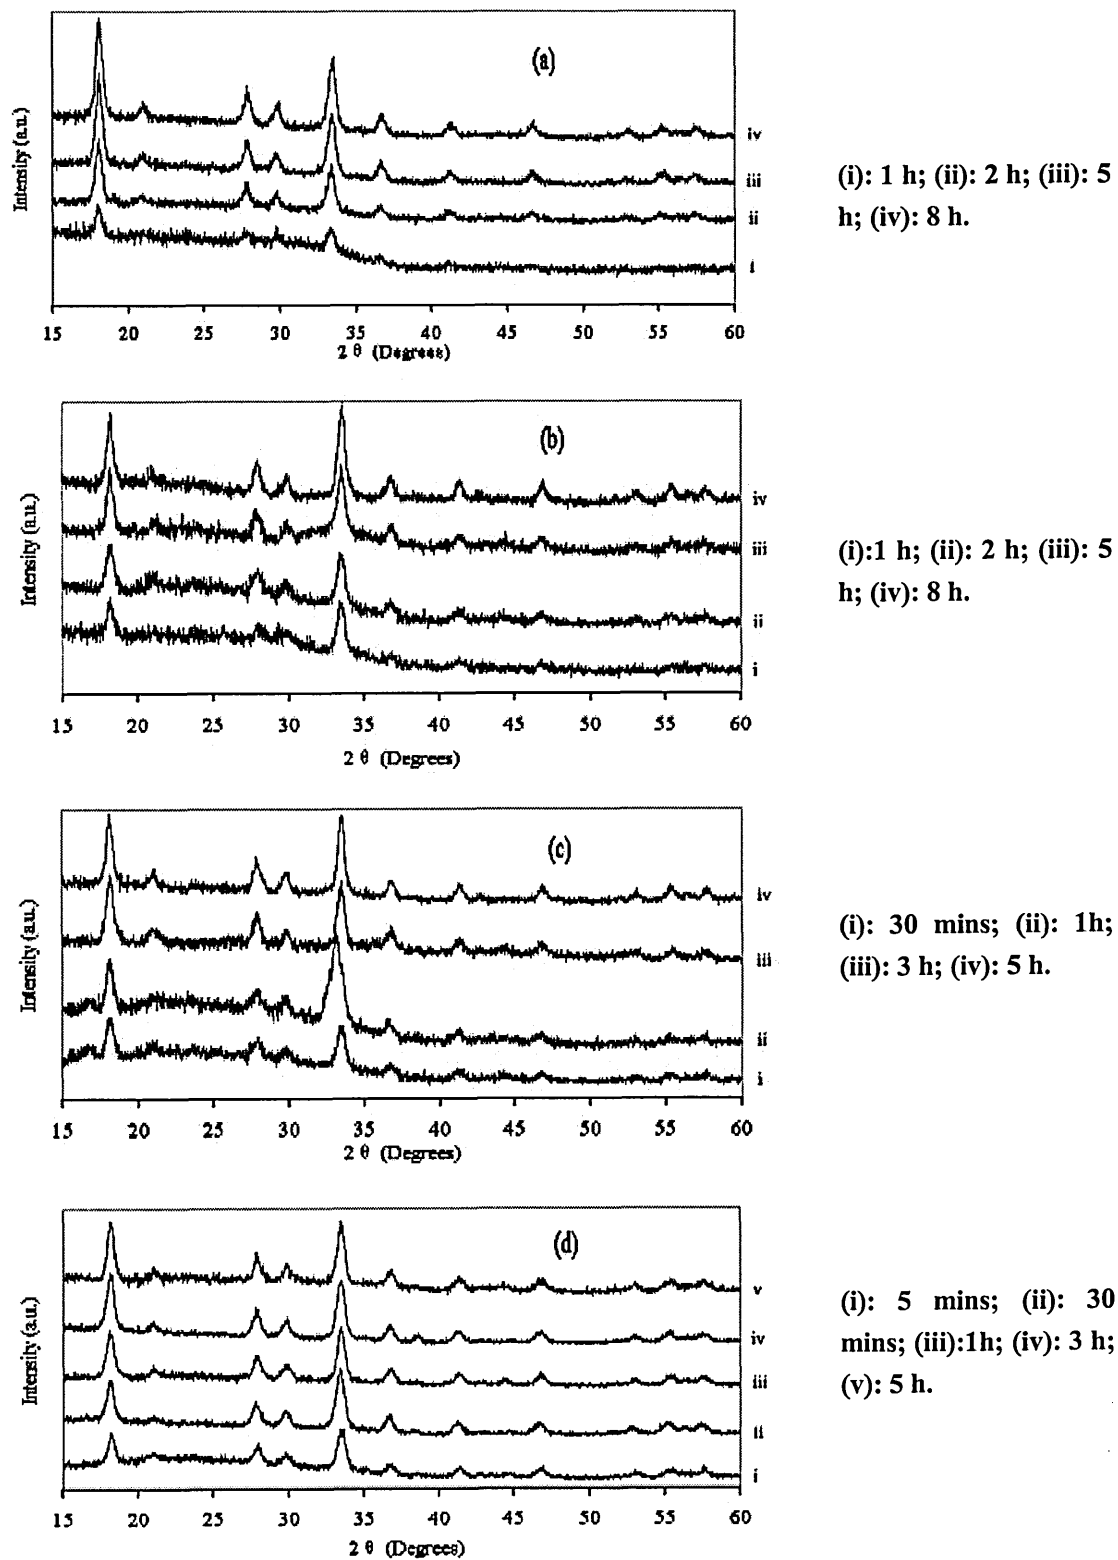 (a)
Intensity (a.u.)
iv
iii
ii
i
15 20 25 30 35 40 45 50 55 60
2 θ (Degrees)
(i): 1 h; (ii): 2 h; (iii): 5
h; (iv): 8 h.
(b)
Intensity (a.u.)
iv
iii
ii
i
15 20 25 30 35 40 45 50 55 60
2 θ (Degrees)
(i):1 h; (ii): 2 h; (iii): 5
h; (iv): 8 h.
(c)
Intensity (a.u.)
iv
iii
ii
i
15 20 25 30 35 40 45 50 55 60
2 θ (Degrees)
(i): 30 mins; (ii): 1h;
(iii): 3 h; (iv): 5 h.
(d)
Intensity (a.u.)
v
iv
iii
ii
i
15 20 25 30 35 40 45 50 55 60
2 θ (Degrees)
(i): 5 mins; (ii): 30
mins; (iii):1h; (iv): 3 h;
(v): 5 h.